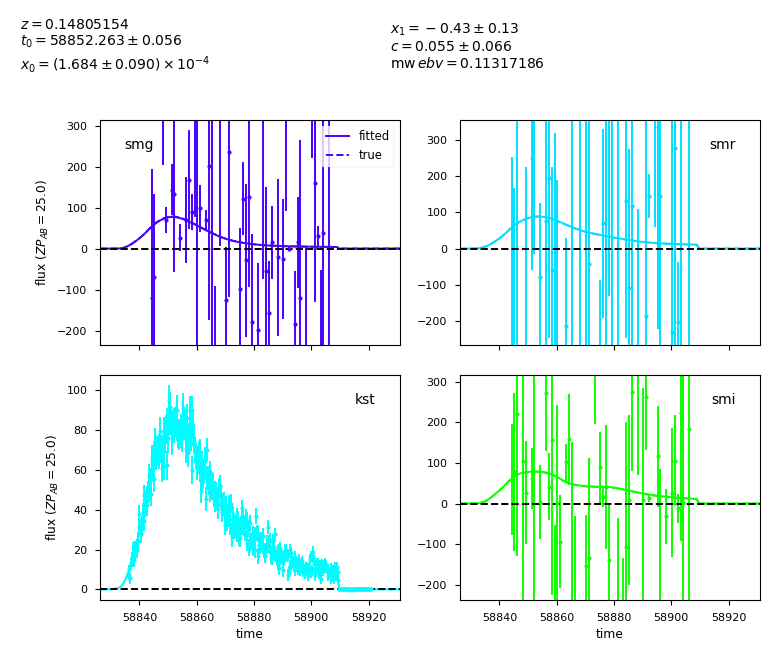 z = 0.14805154
t₀ = 58852.263 ± 0.056
x₀ = (1.684 ± 0.090) × 10⁻⁴
x₁ = −0.43 ± 0.13
c = 0.055 ± 0.066
mw ebv = 0.11317186
300
200
100
0
−100
−200
flux (ZP_AB = 25.0)
smg
fitted
true
300
200
100
0
−100
−200
smr
100
80
60
40
20
0
flux (ZP_AB = 25.0)
kst
58840 58860 58880 58900 58920
time
300
200
100
0
−100
−200
smi
58840 58860 58880 58900 58920
time